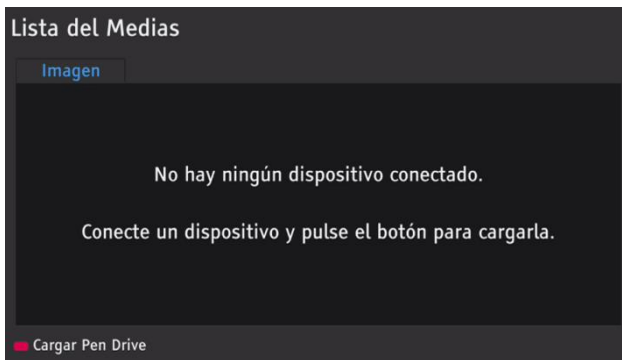 Lista del Medias
Imagen
No hay ningún dispositivo conectado.
Conecte un dispositivo y pulse el botón para cargarla.
Cargar Pen Drive